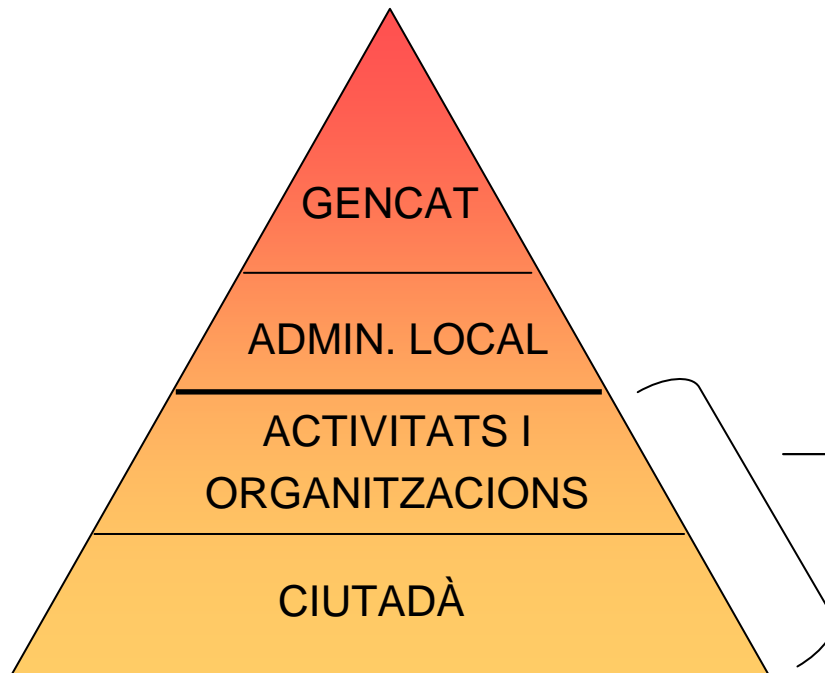 GENCAT
ADMIN. LOCAL
ACTIVITATS I
ORGANITZACIONS
CIUTADÀ